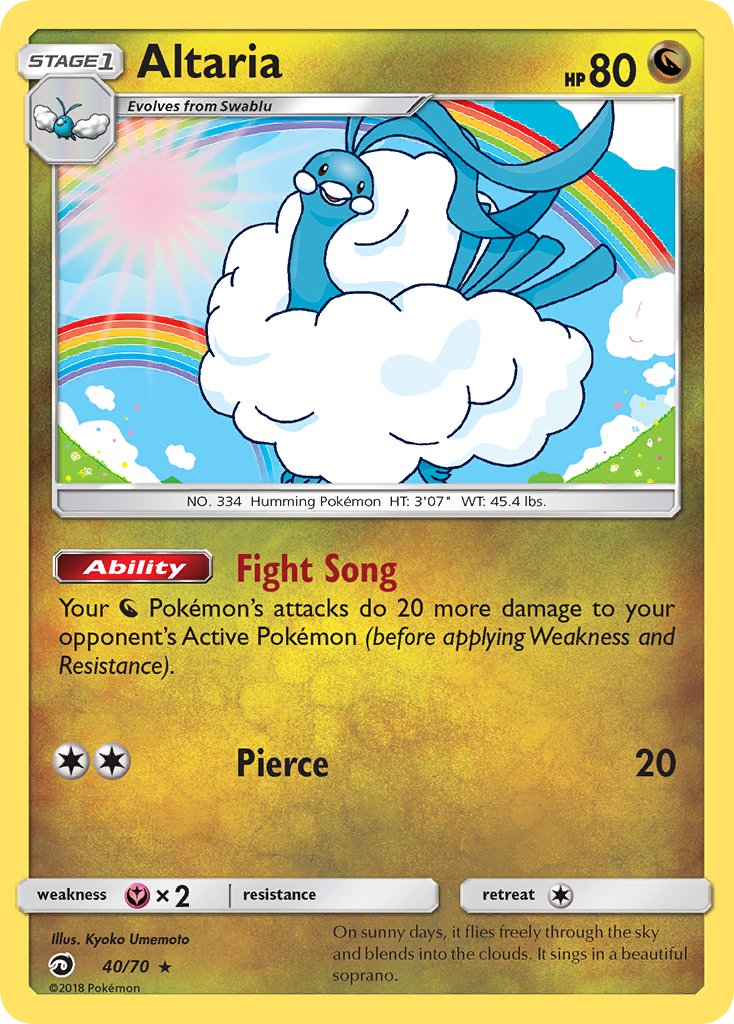 STAGE1
Altaria
HP 80
Evolves from Swablu
NO. 334 Humming Pokémon HT: 3'07" WT: 45.4 lbs.
Ability Fight Song
Your Pokémon's attacks do 20 more damage to your
opponent's Active Pokémon (before applying Weakness and
Resistance).
Pierce 20
weakness ×2 resistance retreat
Illus. Kyoko Umemoto
40/70 ★
©2018 Pokémon
On sunny days, it flies freely through the sky
and blends into the clouds. It sings in a beautiful
soprano.